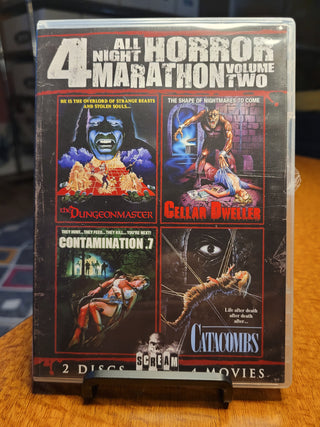 4 ALL NIGHT HORROR
MARATHON VOLUME TWO
HE IS THE OVERLORD OF STRANGE BEASTS
AND STOLEN SOULS...
the DUNGEONMASTER
THE SHAPE OF NIGHTMARES TO COME
CELLAR DWELLER
THEY HUNT... THEY FEED... THEY KILL... YOU'RE NEXT!
CONTAMINATION .7
Life after death
after death
after...
CATACOMBS
2 DISCS
SCREAM
4 MOVIES